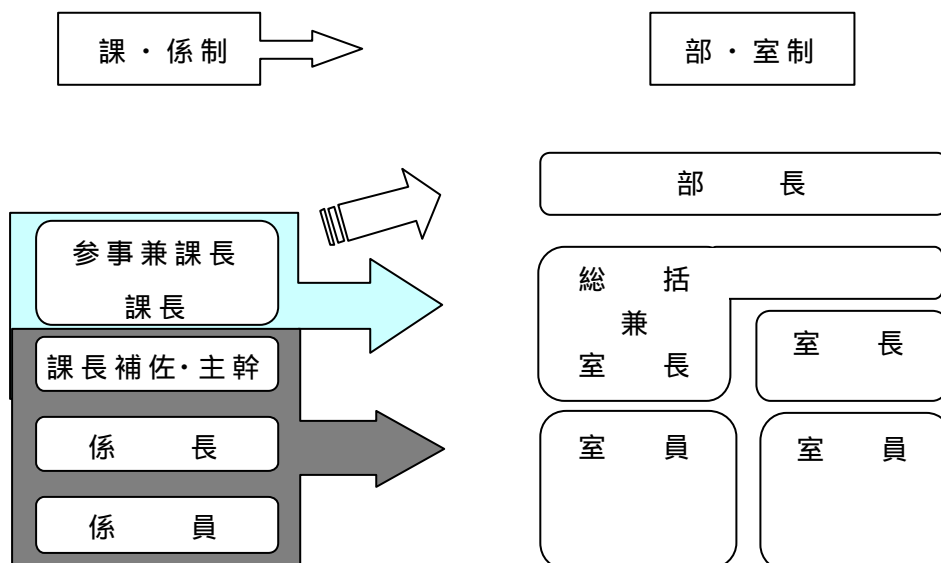 課・係制
部・室制
部長
参事兼課長
課長
課長補佐・主幹
係長
係員
総括
兼
室長
室長
室員
室員